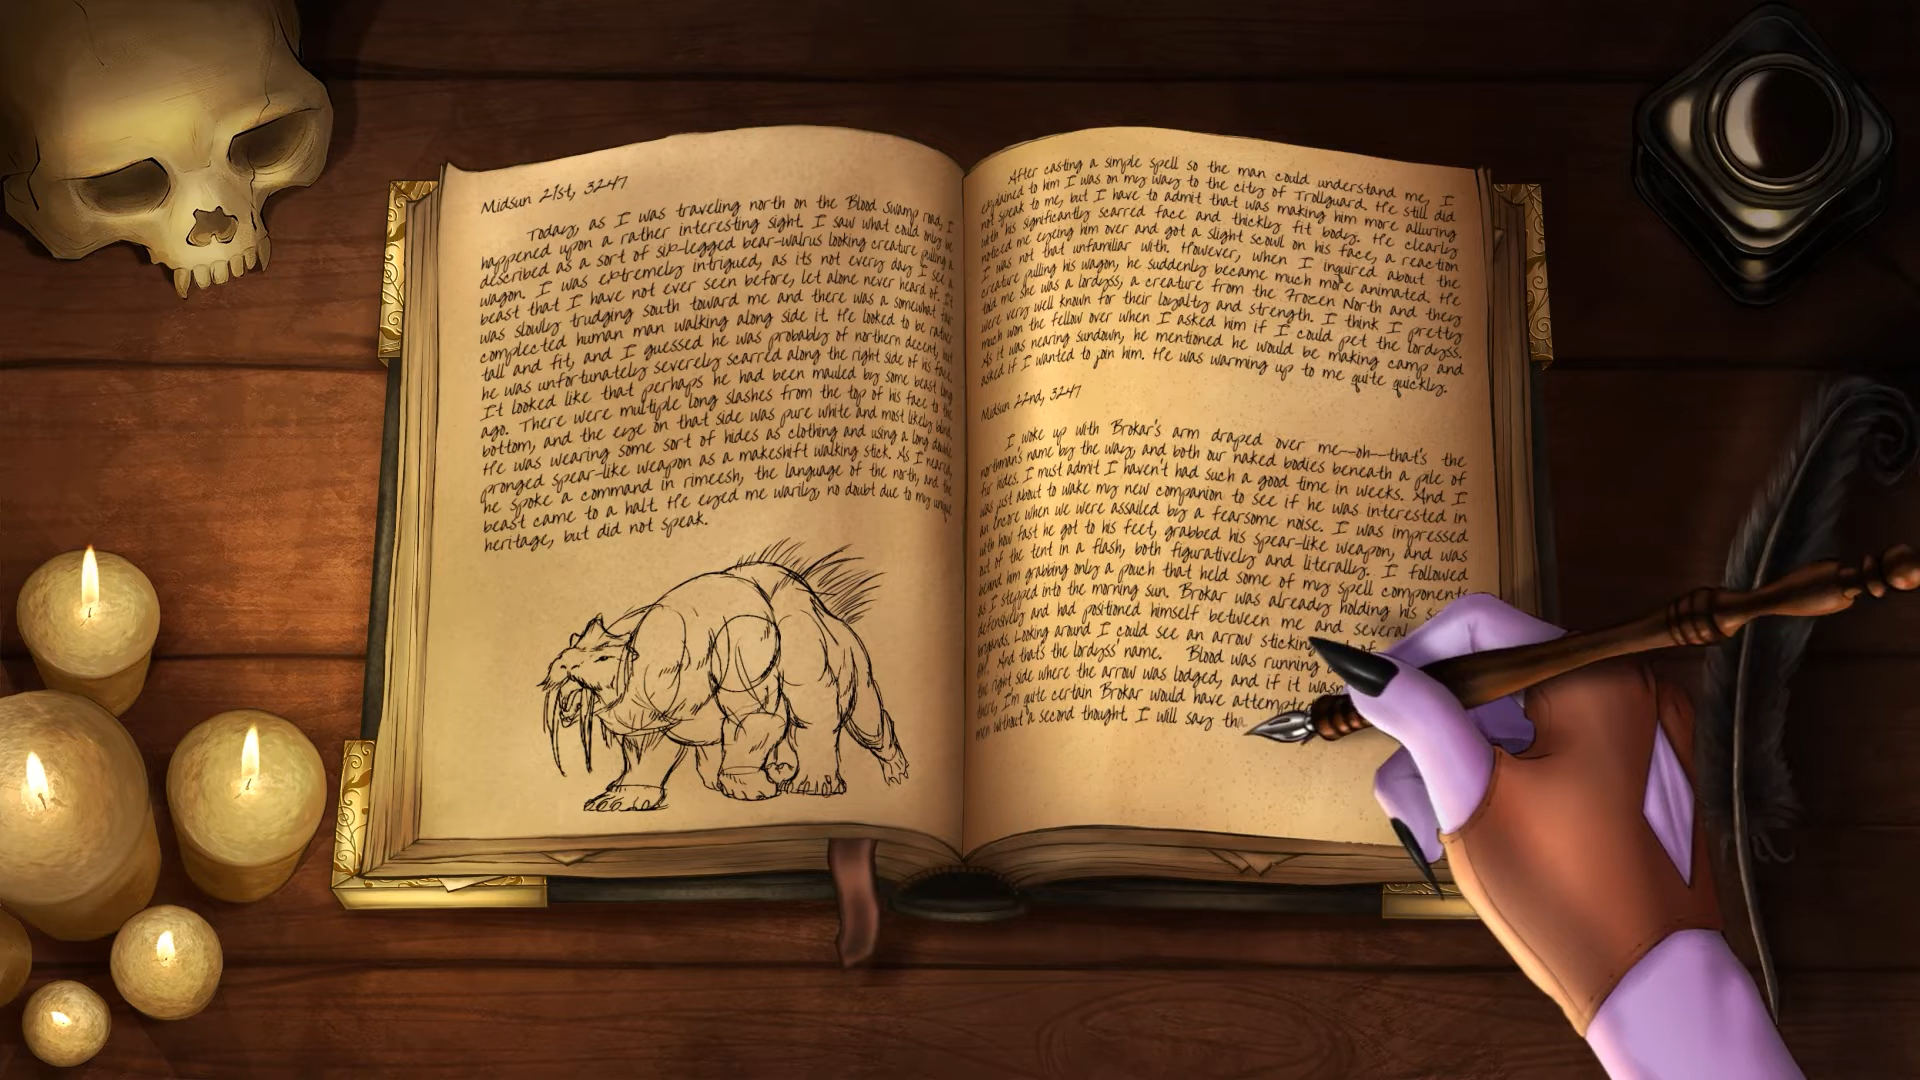 Midsun 21st, 3247
Today, as I was traveling north on the Blood Swamp road, I
happened upon a rather interesting sight. I saw what could only be
described as a sort of six-legged bear-walrus looking creature pulling a
wagon. I was extremely intrigued, as its not every day I see a
beast that I have not ever seen before, let alone never heard of. It
was slowly trudging south toward me and there was a somewhat fair
complected human man walking along side it. He looked to be rather
tall and fit, and I guessed he was probably of northern decent, but
he was unfortunately severely scarred along the right side of his face.
It looked like that perhaps he had been mauled by some beast long
ago. There were multiple long slashes from the top of his face to the
bottom, and the eye on that side was pure white and most likely blind.
He was wearing some sort of hides as clothing and using a long double
pronged spear-like weapon as a makeshift walking stick. As I neared,
he spoke a command in rimeesh, the language of the north, and the
beast came to a halt. He eyed me warily, no doubt due to my unique
heritage, but did not speak.
After casting a simple spell so the man could understand me, I
explained to him I was on my way to the city of Trollguard. He still did
not speak to me, but I have to admit that was making him more alluring
with his significantly scarred face and thickly fit body. He clearly
noticed me eyeing him over and got a slight scowl on his face, a reaction
I was not that unfamiliar with. However, when I inquired about the
creature pulling his wagon, he suddenly became much more animated. He
told me she was a lordyss, a creature from the Frozen North and they
were very well known for their loyalty and strength. I think I pretty
much won the fellow over when I asked him if I could pet the lordyss.
As it was nearing sundown, he mentioned he would be making camp and
asked if I wanted to join him. He was warming up to me quite quickly.
Midsun 22nd, 3247
I woke up with Brokar's arm draped over me--oh--that's the
northman's name by the way, and both our naked bodies beneath a pile of
fur hides. I must admit I haven't had such a good time in weeks. And I
was just about to wake my new companion to see if he was interested in
an encore when we were assailed by a fearsome noise. I was impressed
with how fast he got to his feet, grabbed his spear-like weapon, and was
out of the tent in a flash, both figuratively and literally. I followed
behind him grabbing only a pouch that held some of my spell components
as I stepped into the morning sun. Brokar was already holding his
defensively and had positioned himself between me and several
brigands. Looking around I could see an arrow sticking of
And that's the lordyss' name. Blood was running
the right side where the arrow was lodged, and if it wasn
there, I'm quite certain Brokar would have attempted
men without a second thought. I will say tha